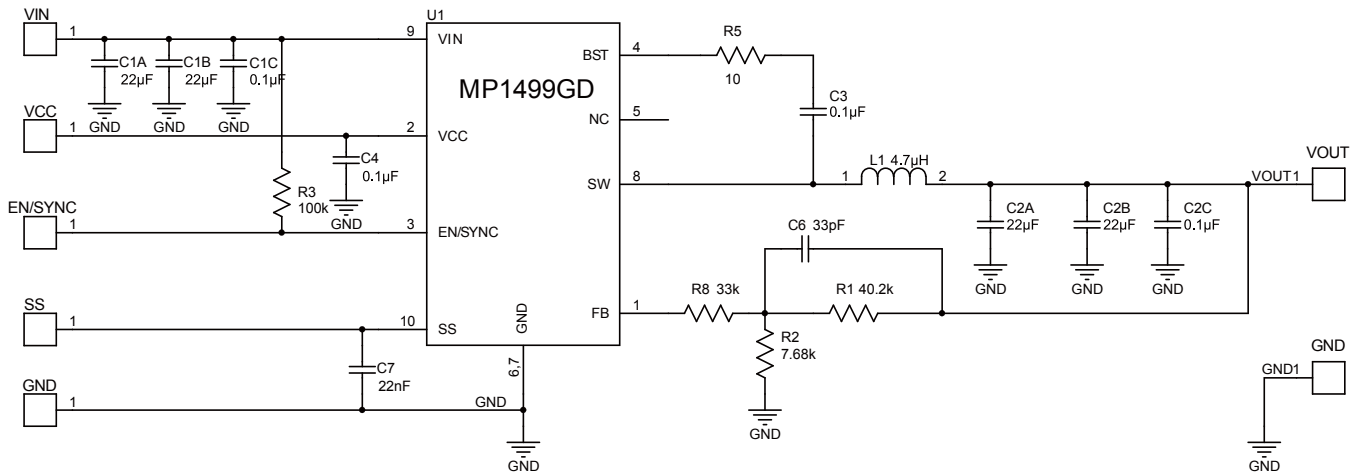 VIN
1
C1A
22µF
GND
C1B
22µF
GND
C1C
0.1µF
GND
VCC
1
C4
0.1µF
GND
R3
100k
EN/SYNC
1
SS
1
C7
22nF
GND
1
GND
GND
U1
MP1499GD
9
VIN
2
VCC
3
EN/SYNC
10
SS
GND
6,7
BST
4
NC
5
SW
8
FB
1
R5
10
C3
0.1µF
1
L1 4.7µH
2
C2A
22µF
GND
C2B
22µF
GND
C2C
0.1µF
GND
VOUT1
VOUT
C6 33pF
R8 33k
R1 40.2k
R2
7.68k
GND
GND
GND1
GND